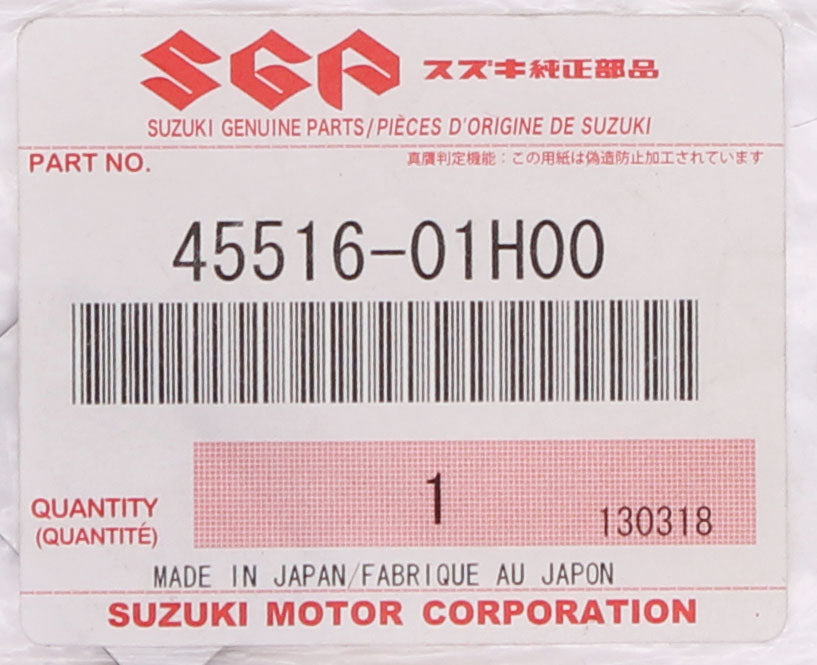 SGP スズキ純正部品
SUZUKI GENUINE PARTS/PIÈCES D'ORIGINE DE SUZUKI
PART NO. 真贋判定機能：この用紙は偽造防止加工されています
45516-01H00
QUANTITY
(QUANTITÉ)
1 130318
MADE IN JAPAN/FABRIQUE AU JAPON
SUZUKI MOTOR CORPORATION